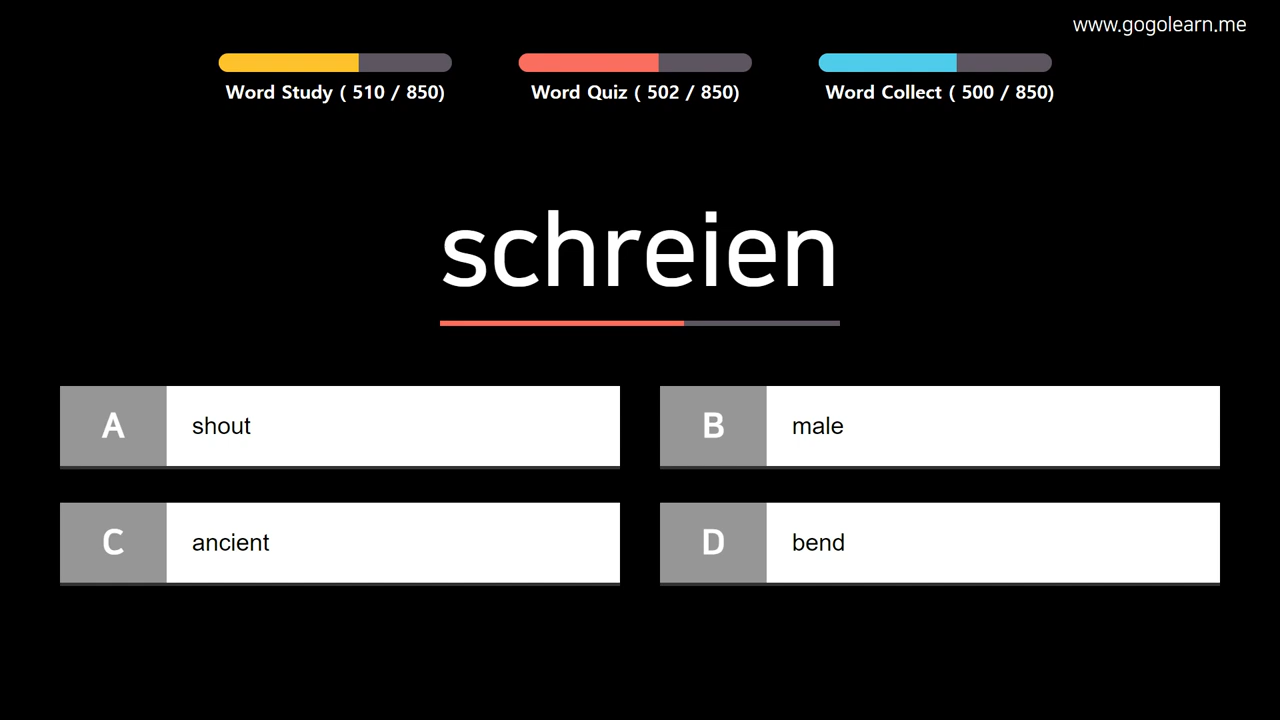 www.gogolearn.me
Word Study ( 510 / 850)
Word Quiz ( 502 / 850)
Word Collect ( 500 / 850)
schreien
A shout
B male
C ancient
D bend